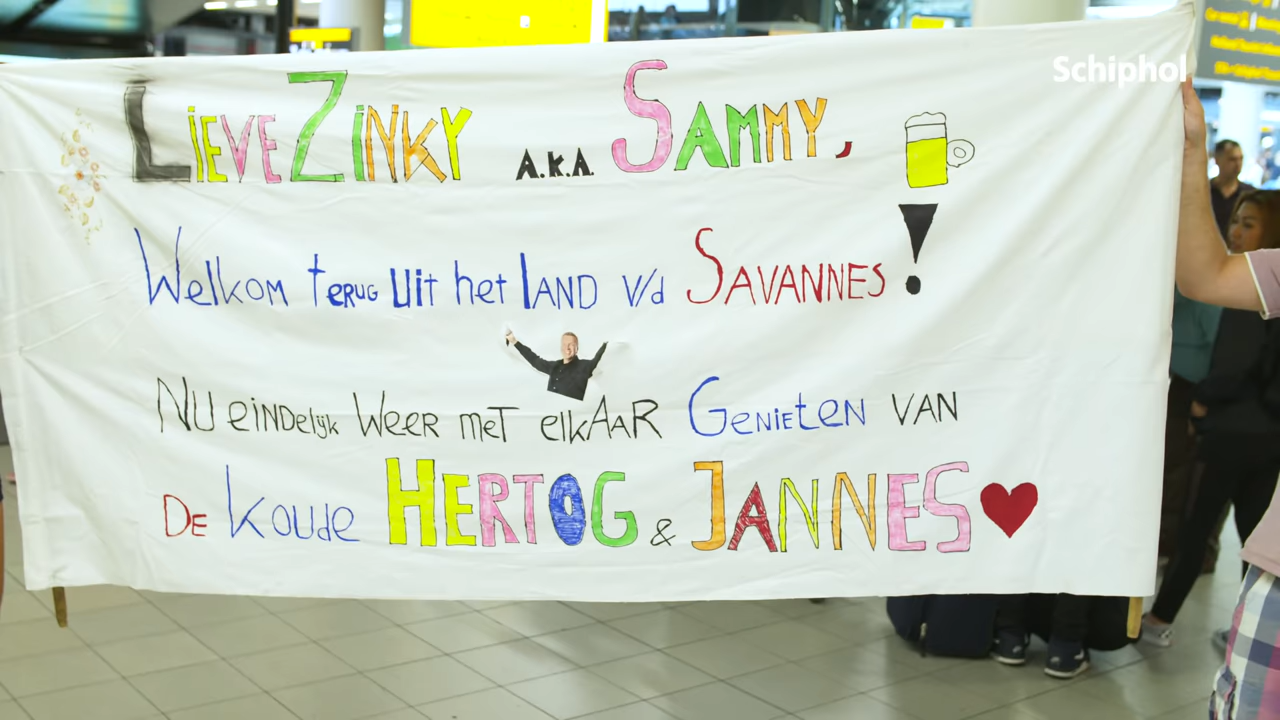 Schiphol
LIEVE ZINKY A.K.A. SAMMY,
Welkom terug uit het LAND v/d SAVANNES!
NU eindelijk Weer met elkAAR Genieten VAN
De koude HERTOG & JANNES